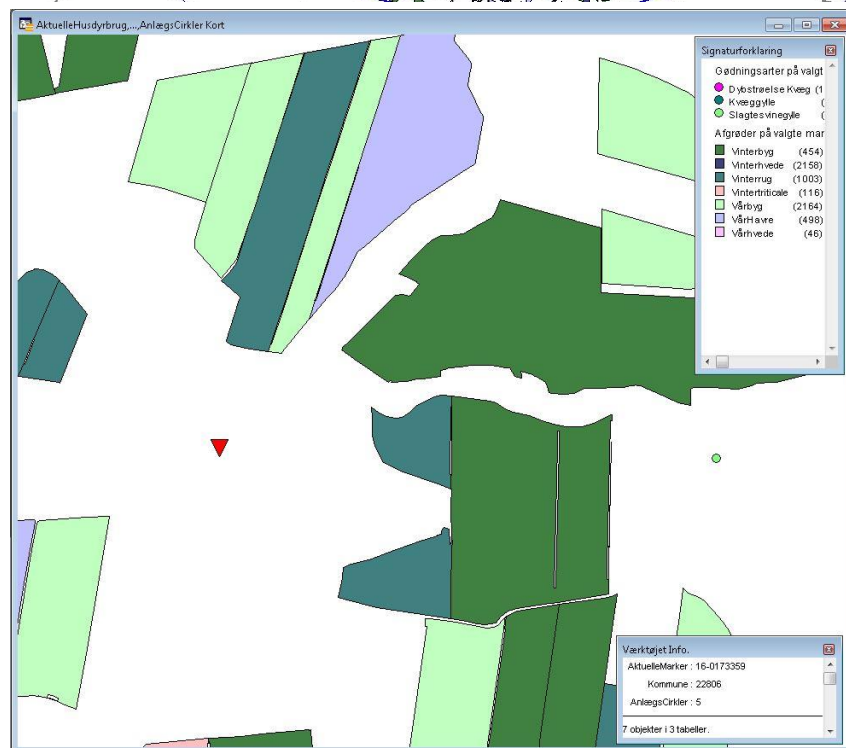 AktuelleHusdyrbrug,...,AnlægsCirkler Kort
Signaturforklaring
Gødningsarter på valgt
Dybstrøelse Kvæg (1
Kvæggylle (
Slagtesvinegylle (
Afgrøder på valgte mar
Vinterbyg (454)
Vinterhvede (2158)
Vinterrug (1003)
Vintertriticale (116)
Vårbyg (2164)
VårHavre (498)
Vårhvede (46)
Værktøjet Info.
AktuelleMarker : 16-0173359
Kommune : 22806
AnlægsCirkler : 5
7 objekter i 3 tabeller.